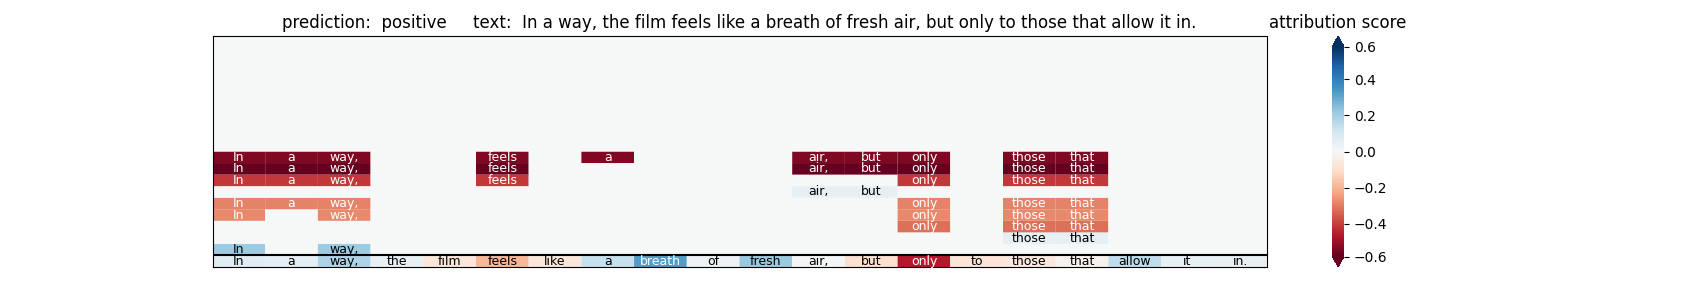 prediction: positive text: In a way, the film feels like a breath of fresh air, but only to those that allow it in. attribution score
0.6
0.4
0.2
0.0
−0.2
−0.4
−0.6
In a way, feels a air, but only those that
In a way, feels air, but only those that
In a way, feels only those that
air, but
In a way, only those that
In way, only those that
only those that
those that
In way,
In a way, the film feels like a breath of fresh air, but only to those that allow it in.